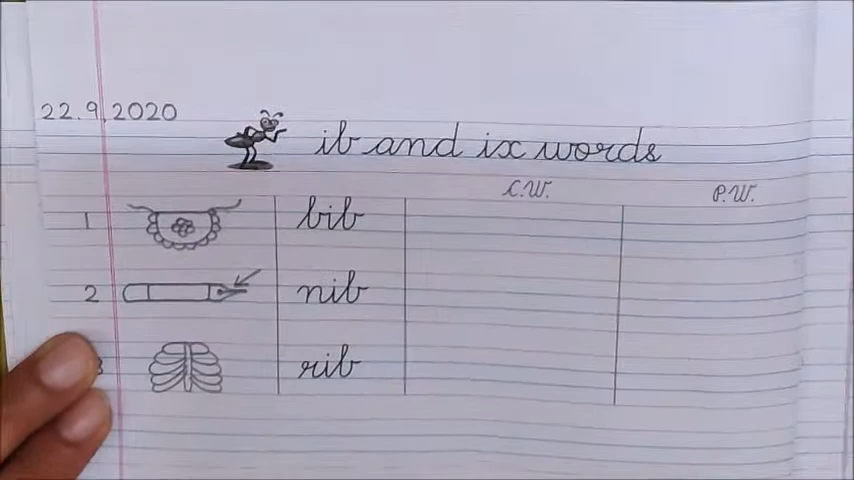 22.9.2020
ib and ix words
C.W. P.W.
1 bib
2 nib
3 rib